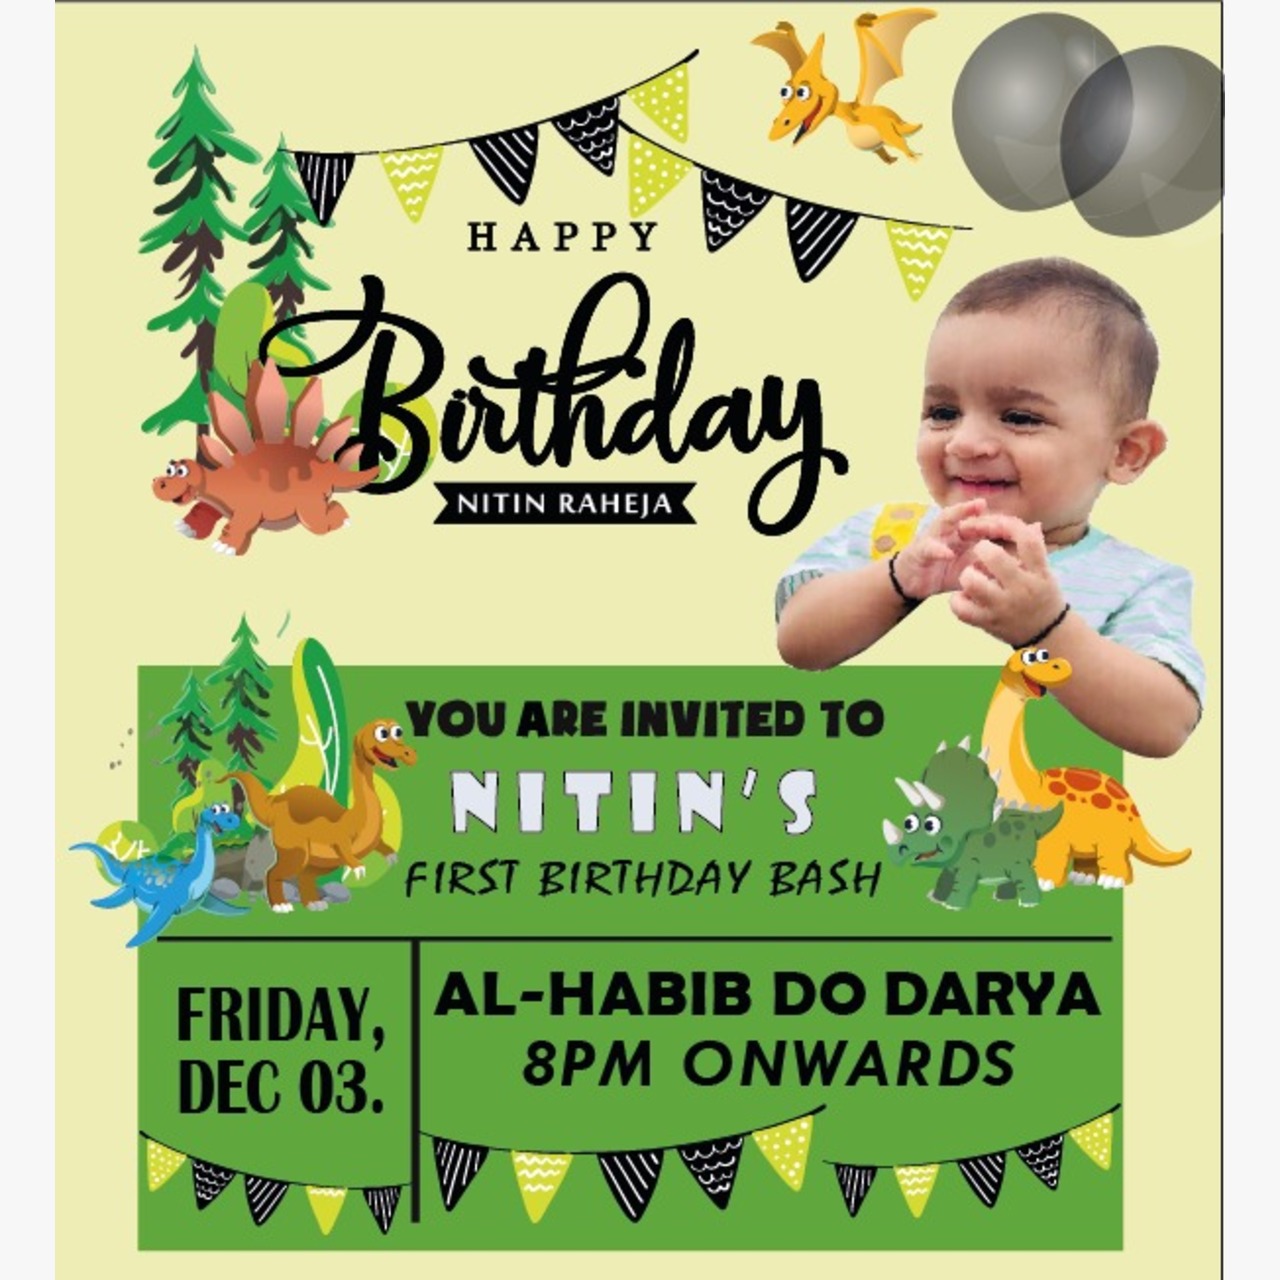 HAPPY
Birthday
NITIN RAHEJA
YOU ARE INVITED TO
NITIN'S
FIRST BIRTHDAY BASH
FRIDAY,
DEC 03.
AL-HABIB DO DARYA
8PM ONWARDS